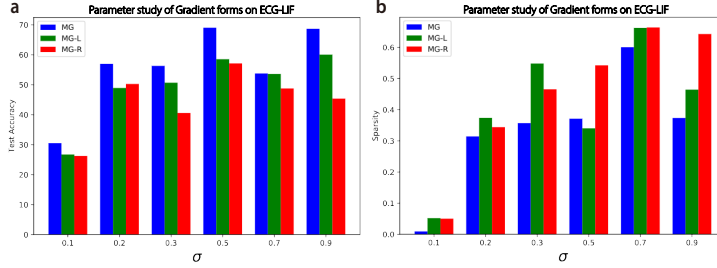 a
Parameter study of Gradient forms on ECG-LIF
70
60
50
40
30
20
10
0
Test Accuracy
MG
MG-L
MG-R
0.1 0.2 0.3 0.5 0.7 0.9
σ
b
Parameter study of Gradient forms on ECG-LIF
0.6
0.5
0.4
0.3
0.2
0.1
0.0
Sparsity
MG
MG-L
MG-R
0.1 0.2 0.3 0.5 0.7 0.9
σ